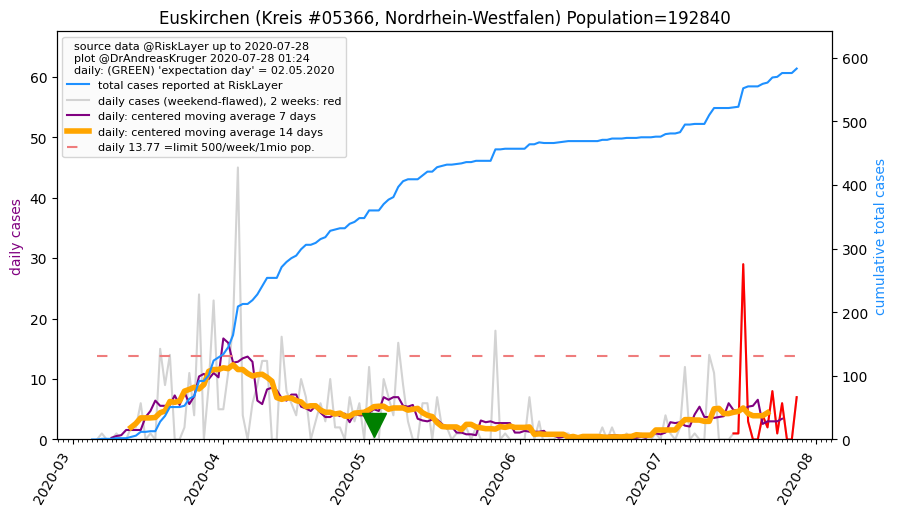 Euskirchen (Kreis #05366, Nordrhein-Westfalen) Population=192840
source data @RiskLayer up to 2020-07-28
plot @DrAndreasKruger 2020-07-28 01:24
daily: (GREEN) 'expectation day' = 02.05.2020
total cases reported at RiskLayer
daily cases (weekend-flawed), 2 weeks: red
daily: centered moving average 7 days
daily: centered moving average 14 days
daily 13.77 =limit 500/week/1mio pop.
daily cases
60
50
40
30
20
10
0
cumulative total cases
600
500
400
300
200
100
0
2020-03
2020-04
2020-05
2020-06
2020-07
2020-08